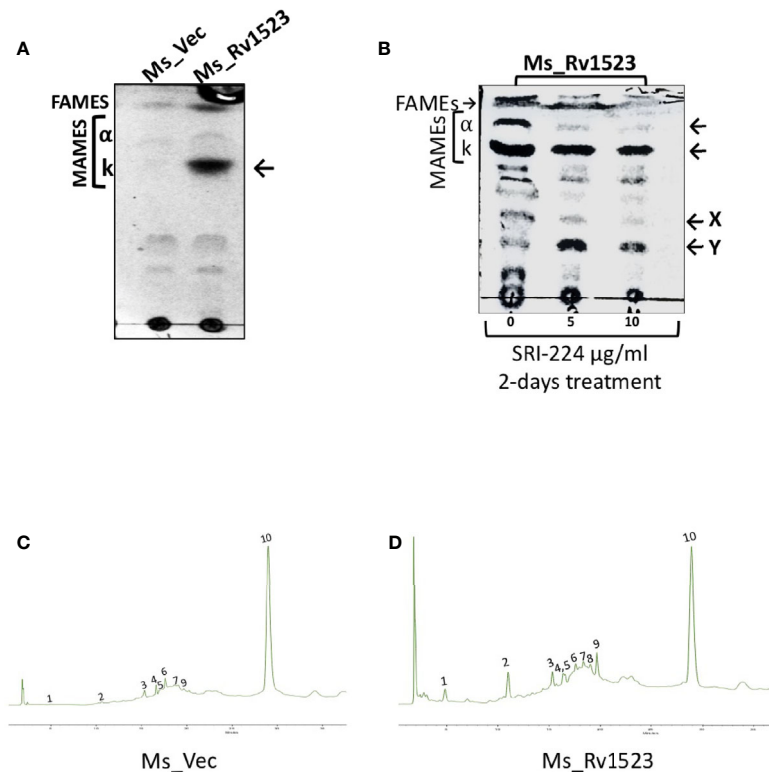 A
Ms_Vec
Ms_Rv1523
FAMES
MAMES
α
k
←
B
Ms_Rv1523
FAMEs→
MAMEs
α
k
←
←
← X
← Y
0 5 10
SRI-224 µg/ml
2-days treatment
C
1 2 3 4 5 6 7 9 10
Ms_Vec
D
1 2 3 4,5 6 7 8 9 10
Ms_Rv1523